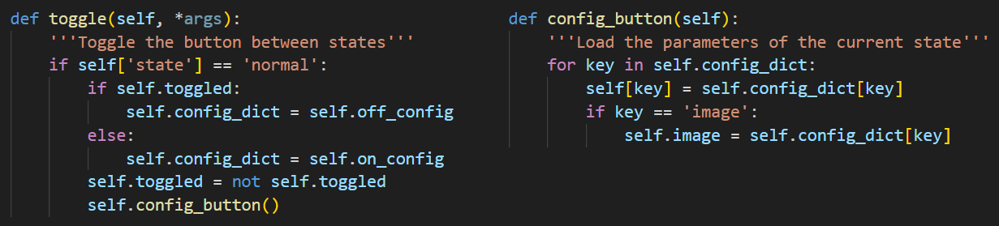 def toggle(self, *args):
    '''Toggle the button between states'''
    if self['state'] == 'normal':
        if self.toggled:
            self.config_dict = self.off_config
        else:
            self.config_dict = self.on_config
        self.toggled = not self.toggled
        self.config_button()
def config_button(self):
    '''Load the parameters of the current state'''
    for key in self.config_dict:
        self[key] = self.config_dict[key]
        if key == 'image':
            self.image = self.config_dict[key]